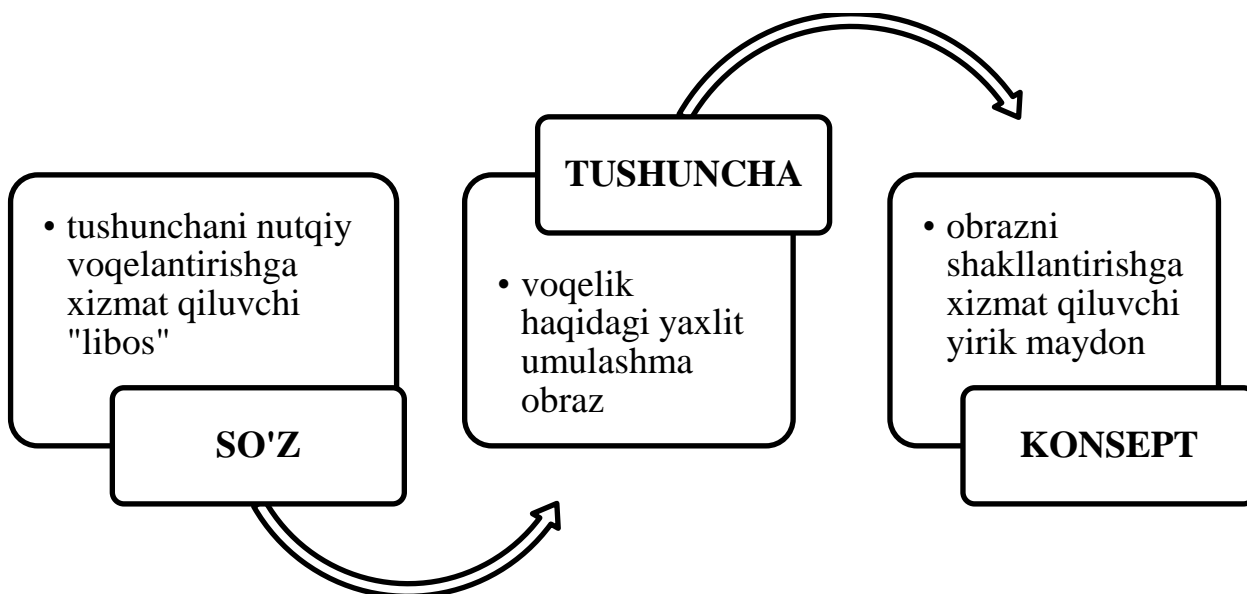 • tushunchani nutqiy
voqelantirishga
xizmat qiluvchi
"libos"
SO'Z
TUSHUNCHA
• voqelik
haqidagi yaxlit
umulashma
obraz
• obrazni
shakllantirishga
xizmat qiluvchi
yirik maydon
KONSEPT